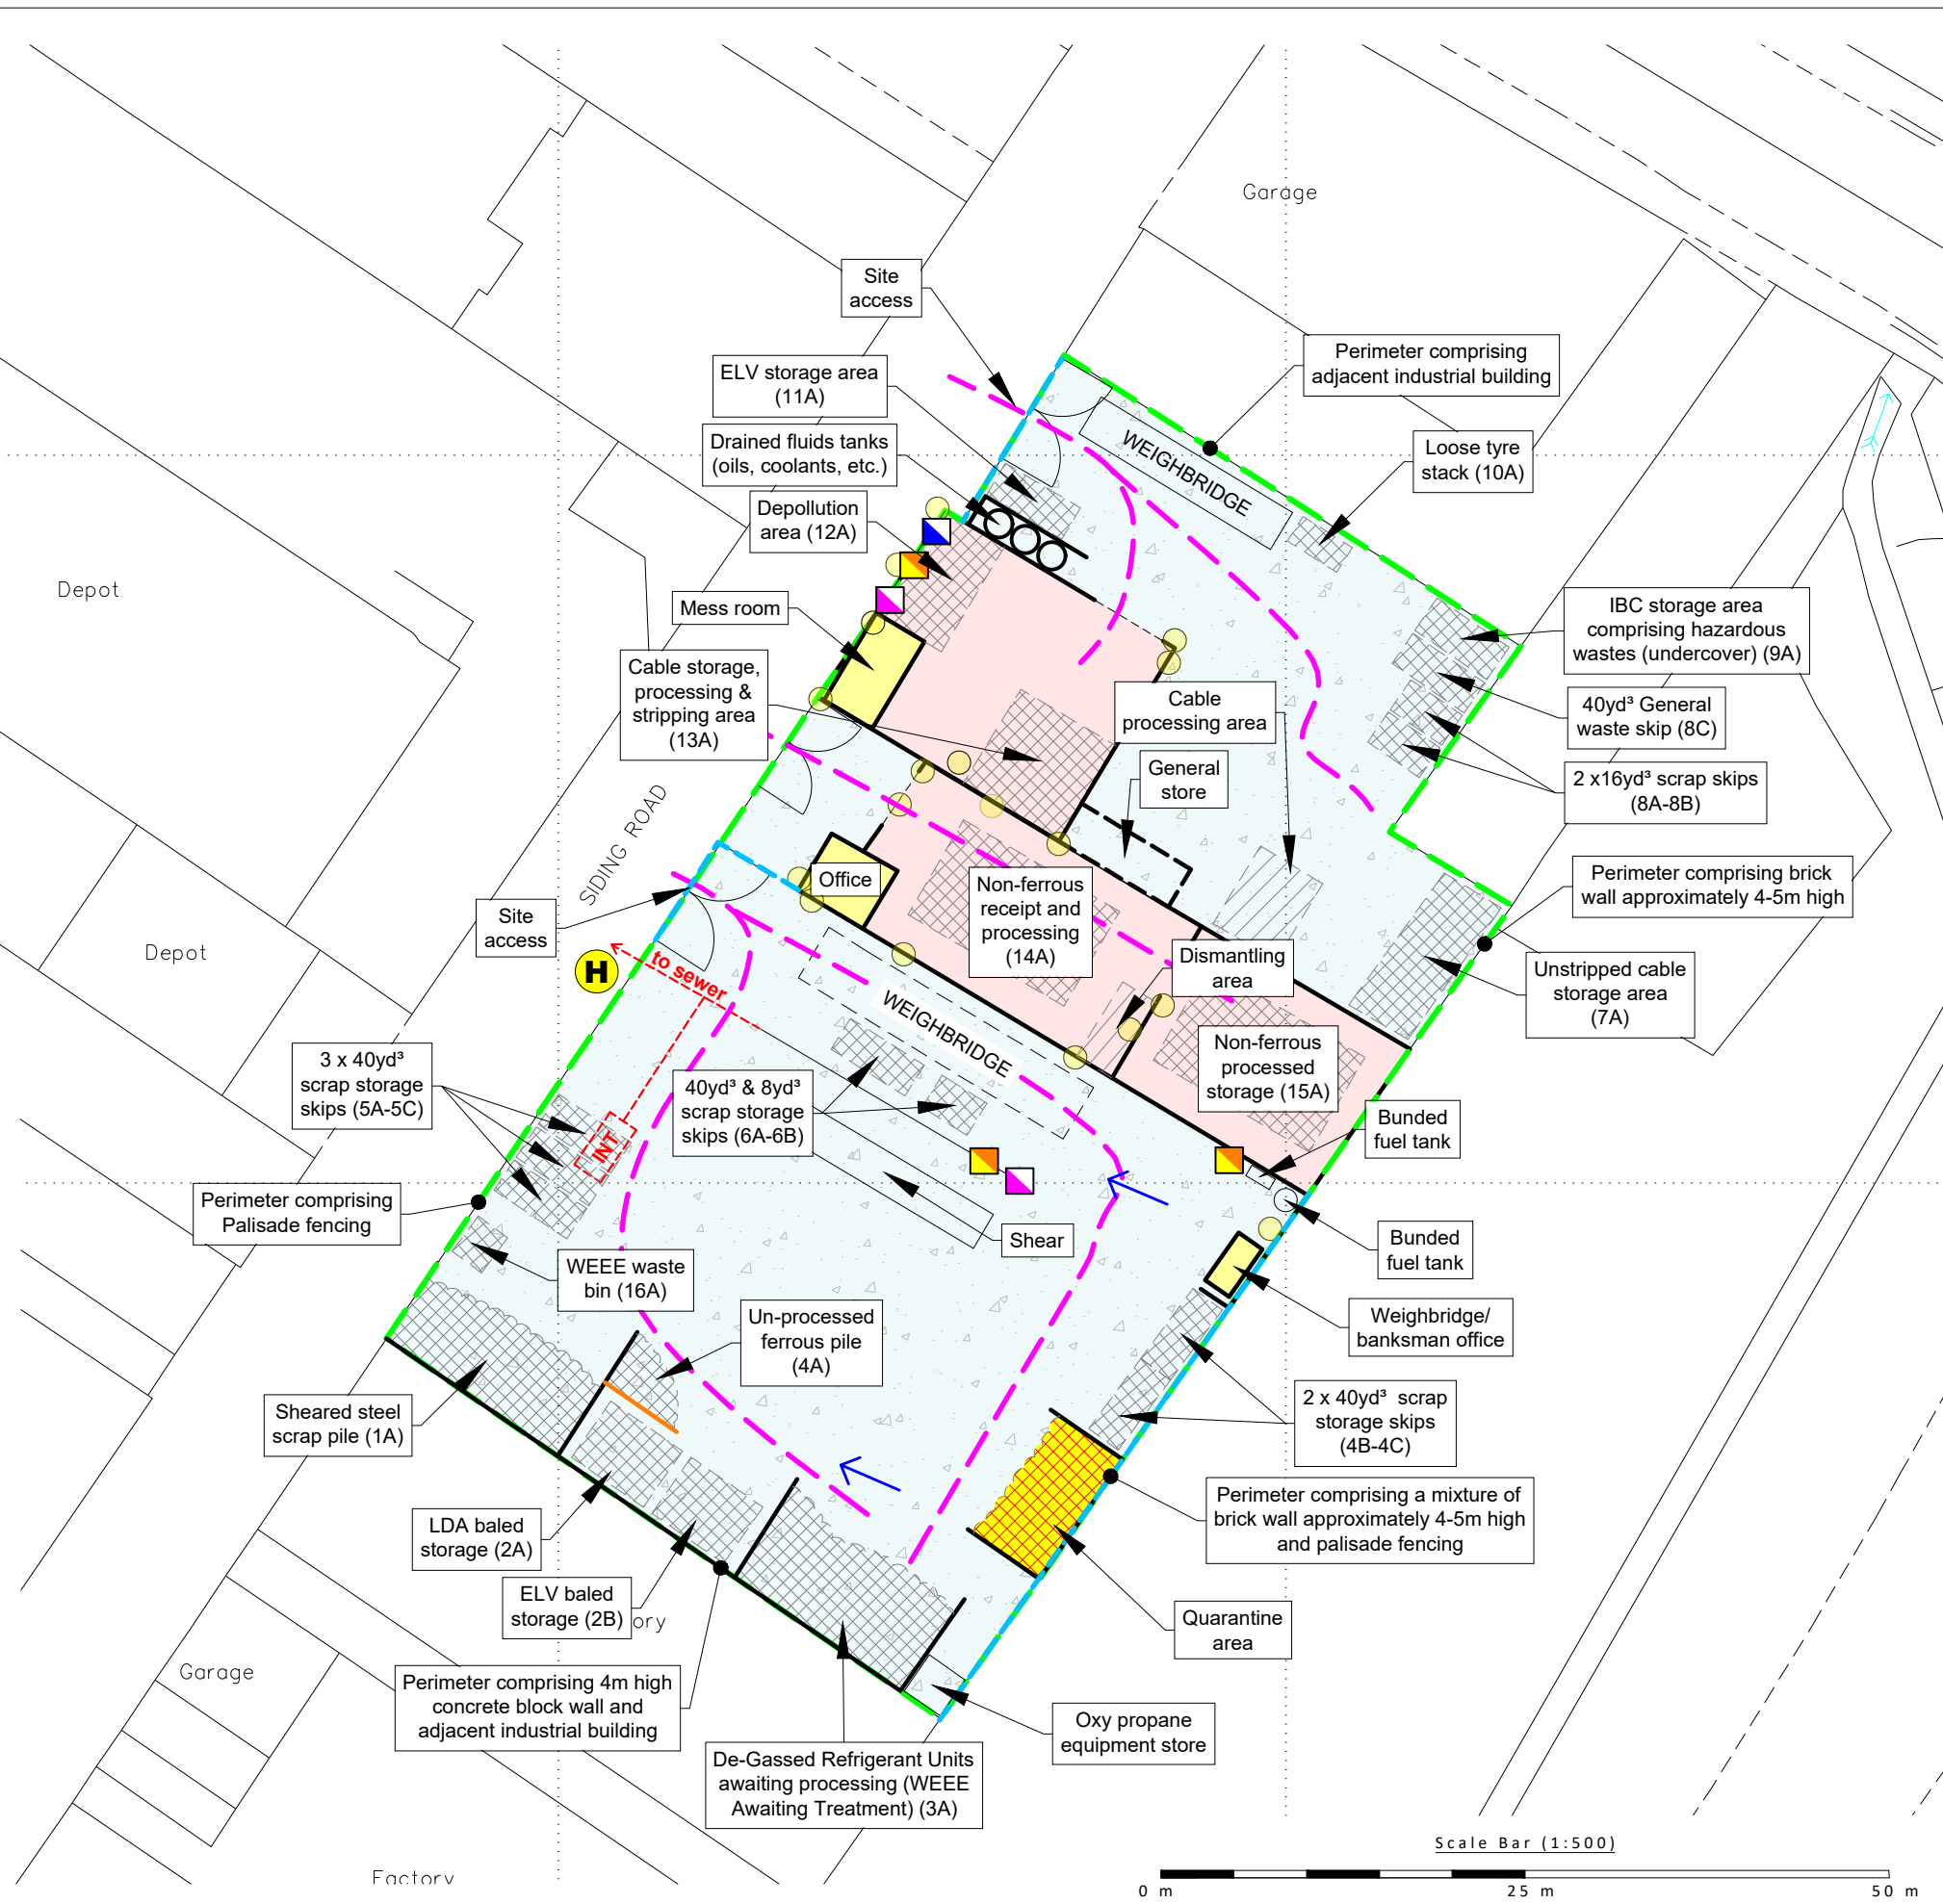 Garage
Site
access
Perimeter comprising
adjacent industrial building
ELV storage area
(11A)
Loose tyre
stack (10A)
Drained fluids tanks
(oils, coolants, etc.)
WEIGHBRIDGE
Depollution
area (12A)
Depot
Mess room
IBC storage area
comprising hazardous
wastes (undercover) (9A)
Cable storage,
processing &
stripping area
(13A)
Cable
processing area
40yd³ General
waste skip (8C)
General
store
2 x16yd³ scrap skips
(8A-8B)
SIDING ROAD
Office
Perimeter comprising brick
wall approximately 4-5m high
Non-ferrous
receipt and
processing
(14A)
Site
access
Depot
H
to sewer
Dismantling
area
Unstripped cable
storage area
(7A)
WEIGHBRIDGE
Non-ferrous
processed
storage (15A)
3 x 40yd³
scrap storage
skips (5A-5C)
40yd³ & 8yd³
scrap storage
skips (6A-6B)
INT
Bunded
fuel tank
Perimeter comprising
Palisade fencing
Shear
Bunded
fuel tank
WEEE waste
bin (16A)
Un-processed
ferrous pile
(4A)
Weighbridge/
banksman office
Sheared steel
scrap pile (1A)
2 x 40yd³ scrap
storage skips
(4B-4C)
LDA baled
storage (2A)
Perimeter comprising a mixture of
brick wall approximately 4-5m high
and palisade fencing
ELV baled
storage (2B)
ory
Quarantine
area
Garage
Perimeter comprising 4m high
concrete block wall and
adjacent industrial building
Oxy propane
equipment store
De-Gassed Refrigerant Units
awaiting processing (WEEE
Awaiting Treatment) (3A)
Factory
Scale Bar (1:500)
0 m 25 m 50 m